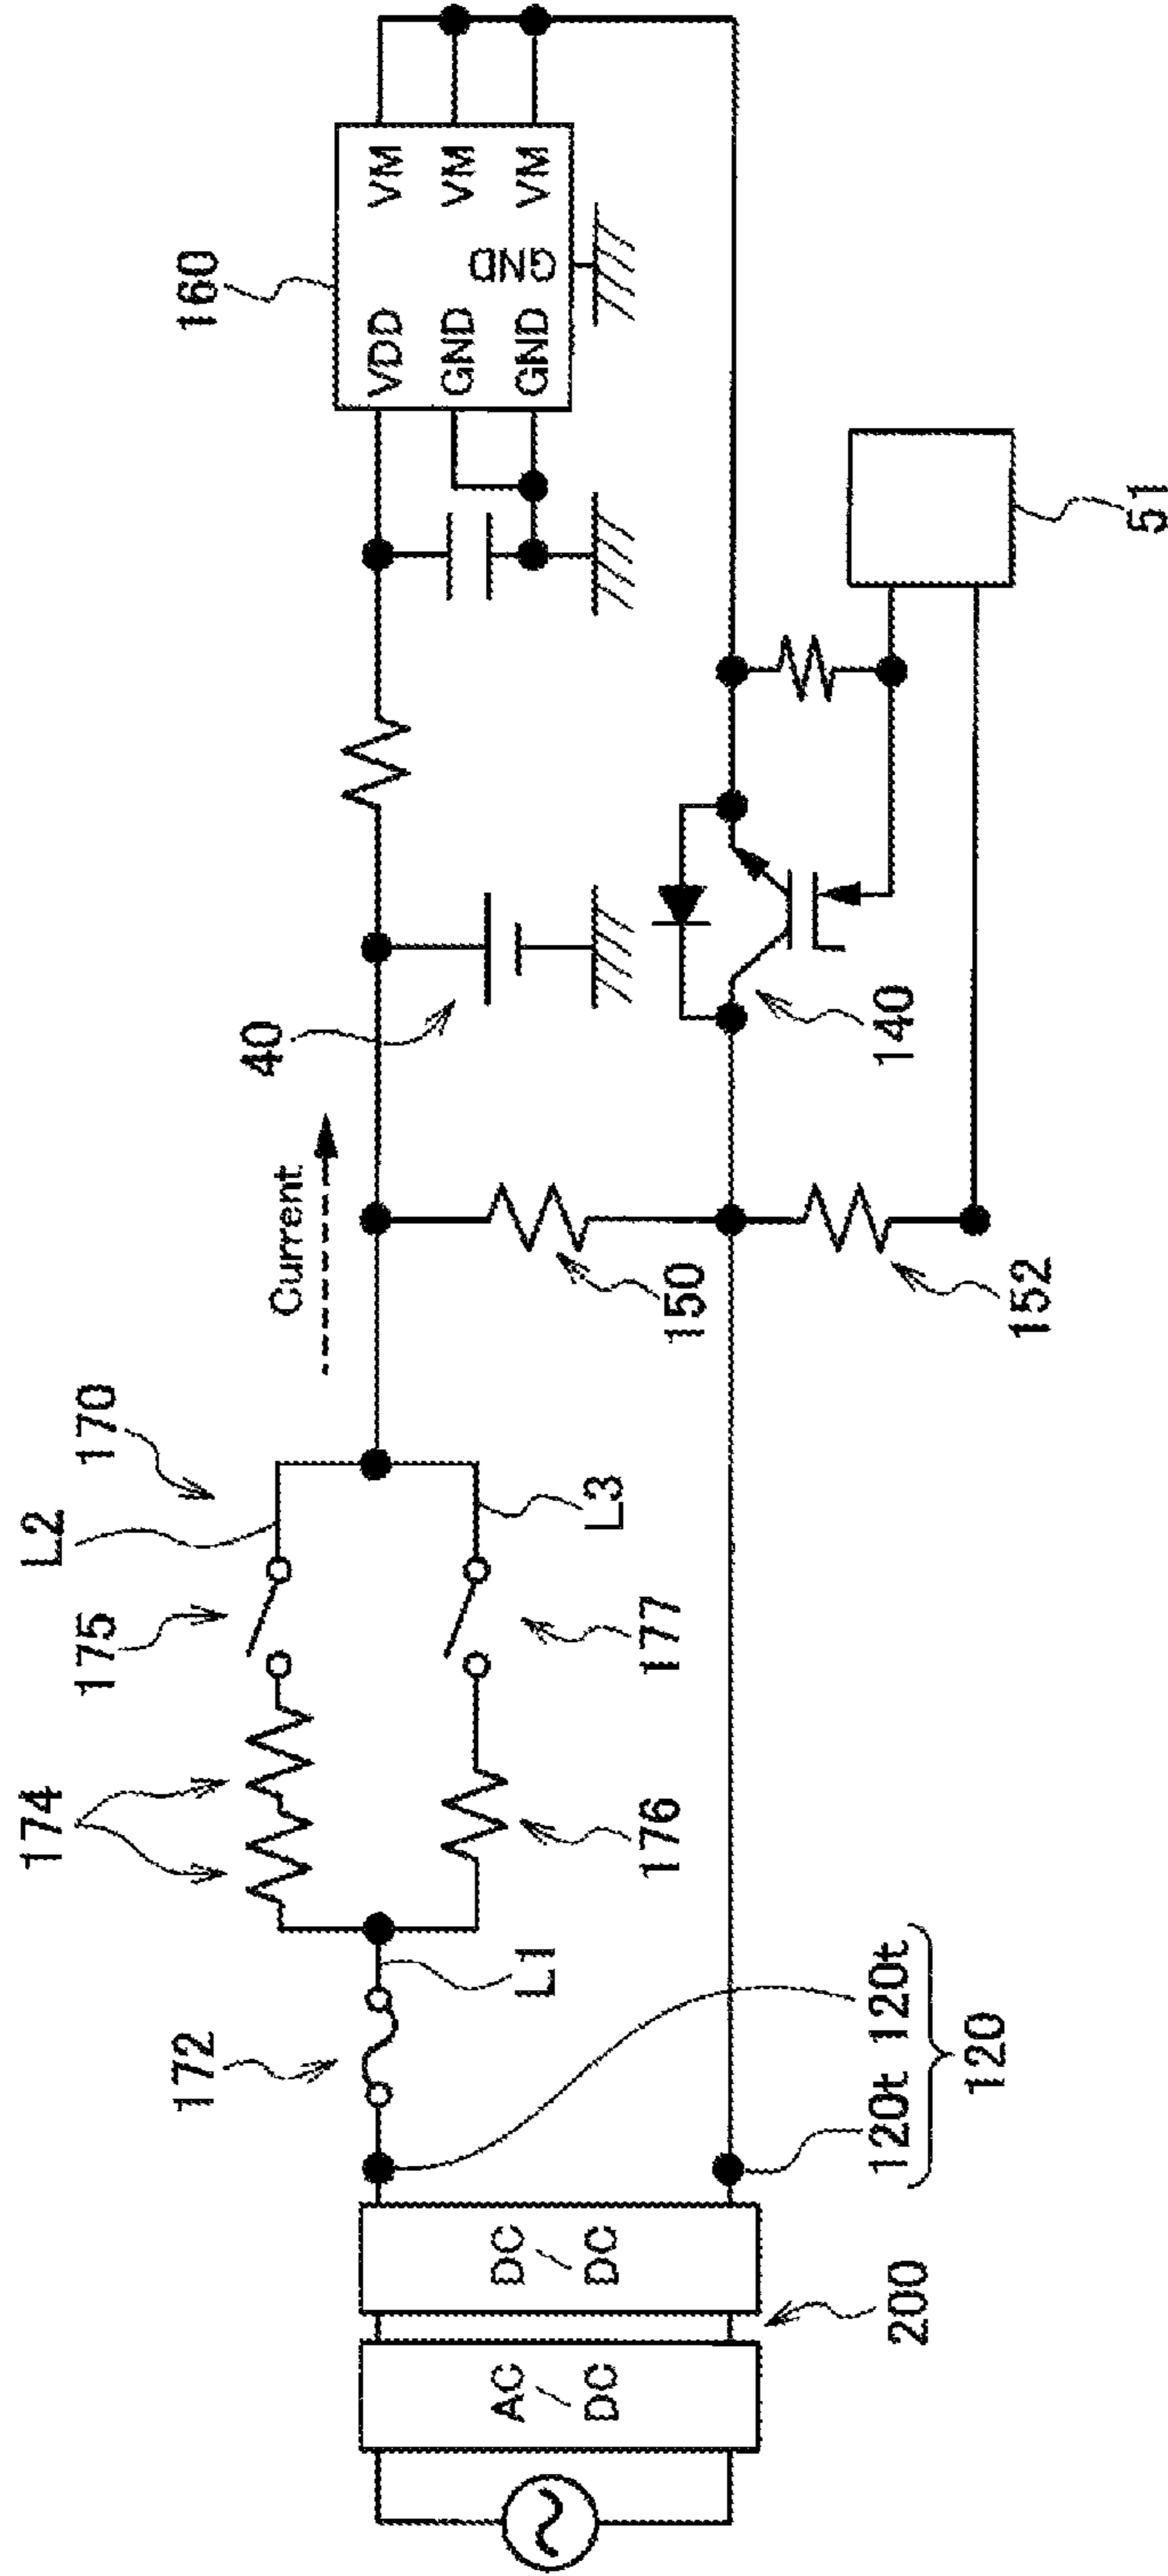 L2
170
175
174
Current
172
L1
L3
177
176
40
160
VDD
VM
GND
VM
GND
GND
VM
150
140
152
51
AC
DC
DC
DC
200
120t
120t
120